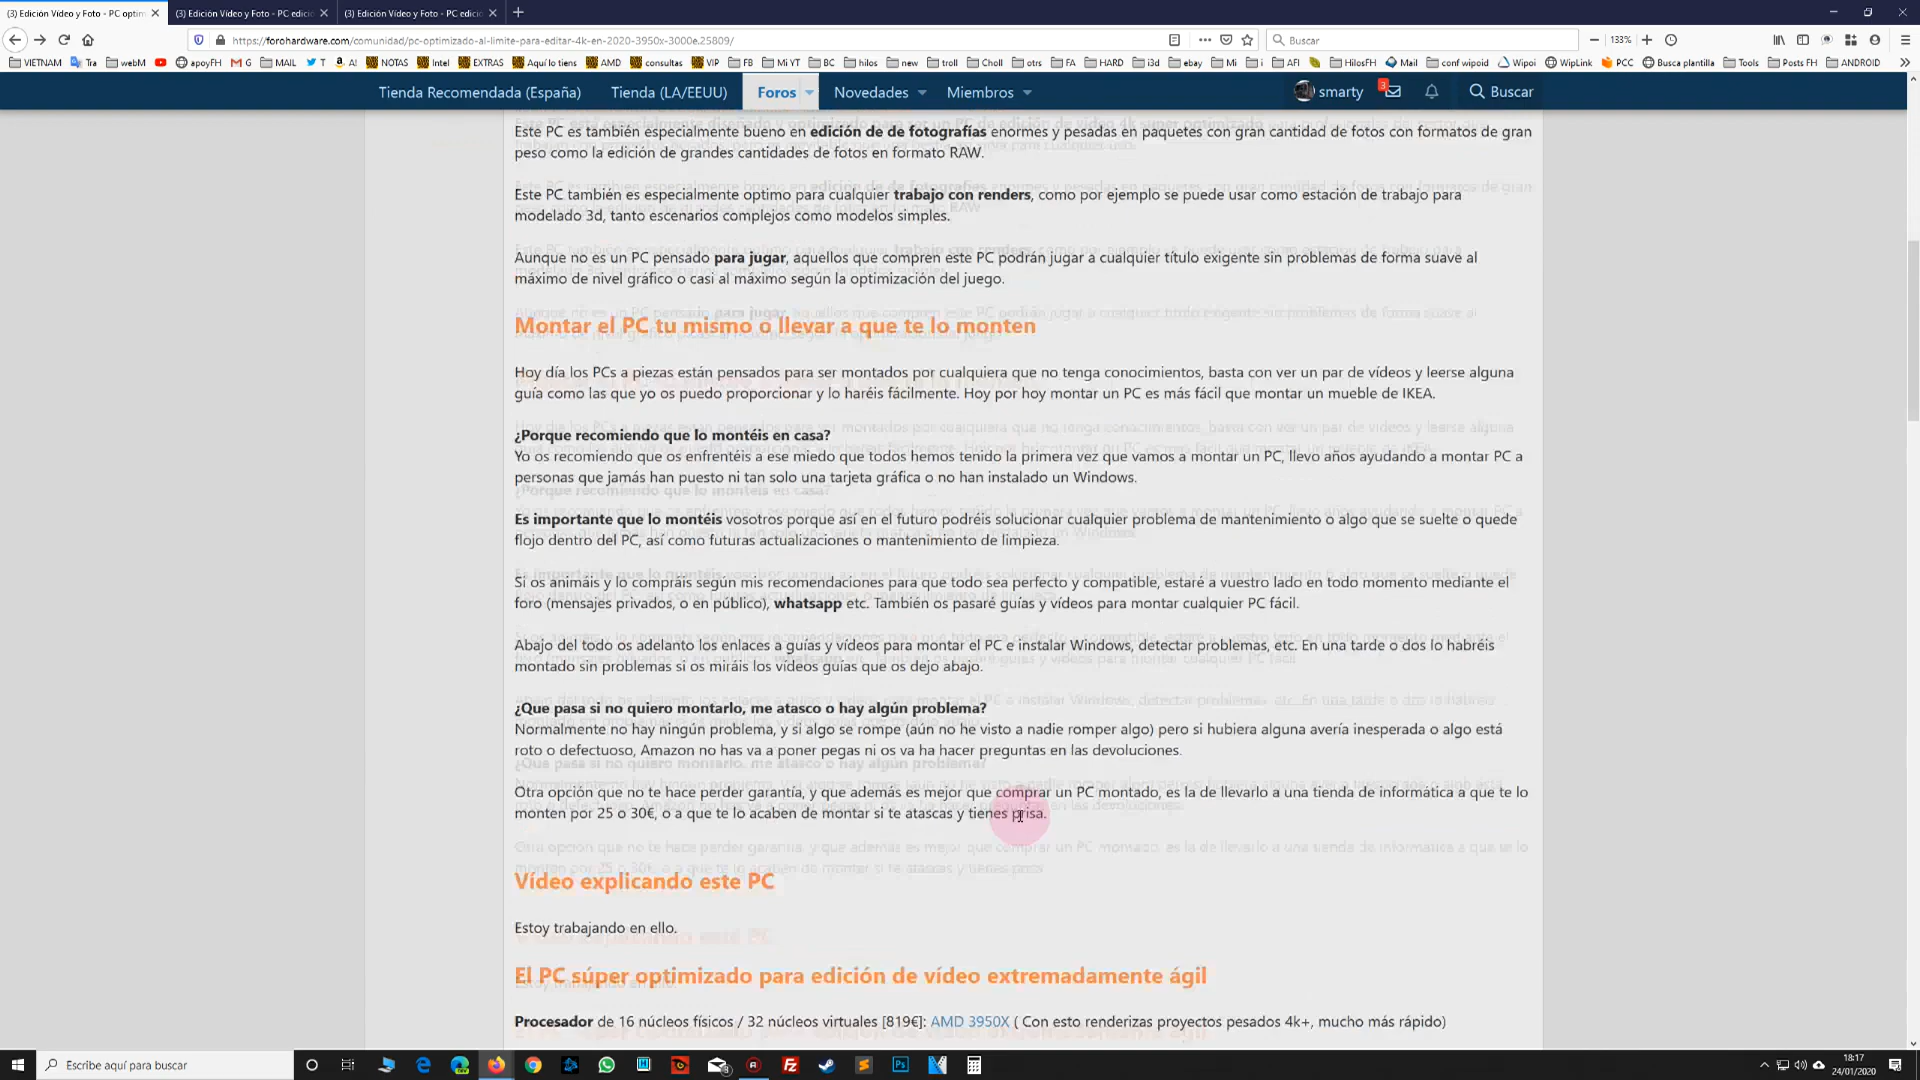 (3) Edición Vídeo y Foto - PC optim
(3) Edición Vídeo y Foto - PC edici
(3) Edición Vídeo y Foto - PC edici
https://forohardware.com/comunidad/pc-optimizado-al-limite-para-editar-4k-en-2020-3950x-3000e.25809/
133%
Buscar
VIETNAM Tra webM apoyFH G MAIL T A! NOTAS Intel EXTRAS Aquí lo tiens AMD consultas VIP FB Mi YT BC hilos new troll Choll otrs FA HARD i3d ebay Mi i AFI HilosFH Mail conf wipoid Wipoi WipLink PCC Busca plantilla Tools Posts FH ANDROID
Tienda Recomendada (España) Tienda (LA/EEUU) Foros Novedades Miembros smarty 3 Buscar
Este PC es también especialmente bueno en edición de de fotografías enormes y pesadas en paquetes con gran cantidad de fotos con formatos de gran
peso como la edición de grandes cantidades de fotos en formato RAW.
Este PC también es especialmente optimo para cualquier trabajo con renders, como por ejemplo se puede usar como estación de trabajo para
modelado 3d, tanto escenarios complejos como modelos simples.
Aunque no es un PC pensado para jugar, aquellos que compren este PC podrán jugar a cualquier título exigente sin problemas de forma suave al
máximo de nivel gráfico o casi al máximo según la optimización del juego.
Montar el PC tu mismo o llevar a que te lo monten
Hoy día los PCs a piezas están pensados para ser montados por cualquiera que no tenga conocimientos, basta con ver un par de vídeos y leerse alguna
guía como las que yo os puedo proporcionar y lo haréis fácilmente. Hoy por hoy montar un PC es más fácil que montar un mueble de IKEA.
¿Porque recomiendo que lo montéis en casa?
Yo os recomiendo que os enfrentéis a ese miedo que todos hemos tenido la primera vez que vamos a montar un PC, llevo años ayudando a montar PC a
personas que jamás han puesto ni tan solo una tarjeta gráfica o no han instalado un Windows.
Es importante que lo montéis vosotros porque así en el futuro podréis solucionar cualquier problema de mantenimiento o algo que se suelte o quede
flojo dentro del PC, así como futuras actualizaciones o mantenimiento de limpieza.
Si os animáis y lo compráis según mis recomendaciones para que todo sea perfecto y compatible, estaré a vuestro lado en todo momento mediante el
foro (mensajes privados, o en público), whatsapp etc. También os pasaré guías y vídeos para montar cualquier PC fácil.
Abajo del todo os adelanto los enlaces a guías y vídeos para montar el PC e instalar Windows, detectar problemas, etc. En una tarde o dos lo habréis
montado sin problemas si os miráis los vídeos guías que os dejo abajo.
¿Que pasa si no quiero montarlo, me atasco o hay algún problema?
Normalmente no hay ningún problema, y si algo se rompe (aún no he visto a nadie romper algo) pero si hubiera alguna avería inesperada o algo está
roto o defectuoso, Amazon no has va a poner pegas ni os va ha hacer preguntas en las devoluciones.
Otra opción que no te hace perder garantía, y que además es mejor que comprar un PC montado, es la de llevarlo a una tienda de informática a que te lo
monten por 25 o 30€, o a que te lo acaben de montar si te atascas y tienes prisa.
Vídeo explicando este PC
Estoy trabajando en ello.
El PC súper optimizado para edición de vídeo extremadamente ágil
Procesador de 16 núcleos físicos / 32 núcleos virtuales [819€]: AMD 3950X ( Con esto renderizas proyectos pesados 4k+, mucho más rápido)
Escribe aquí para buscar
18:17
24/01/2020